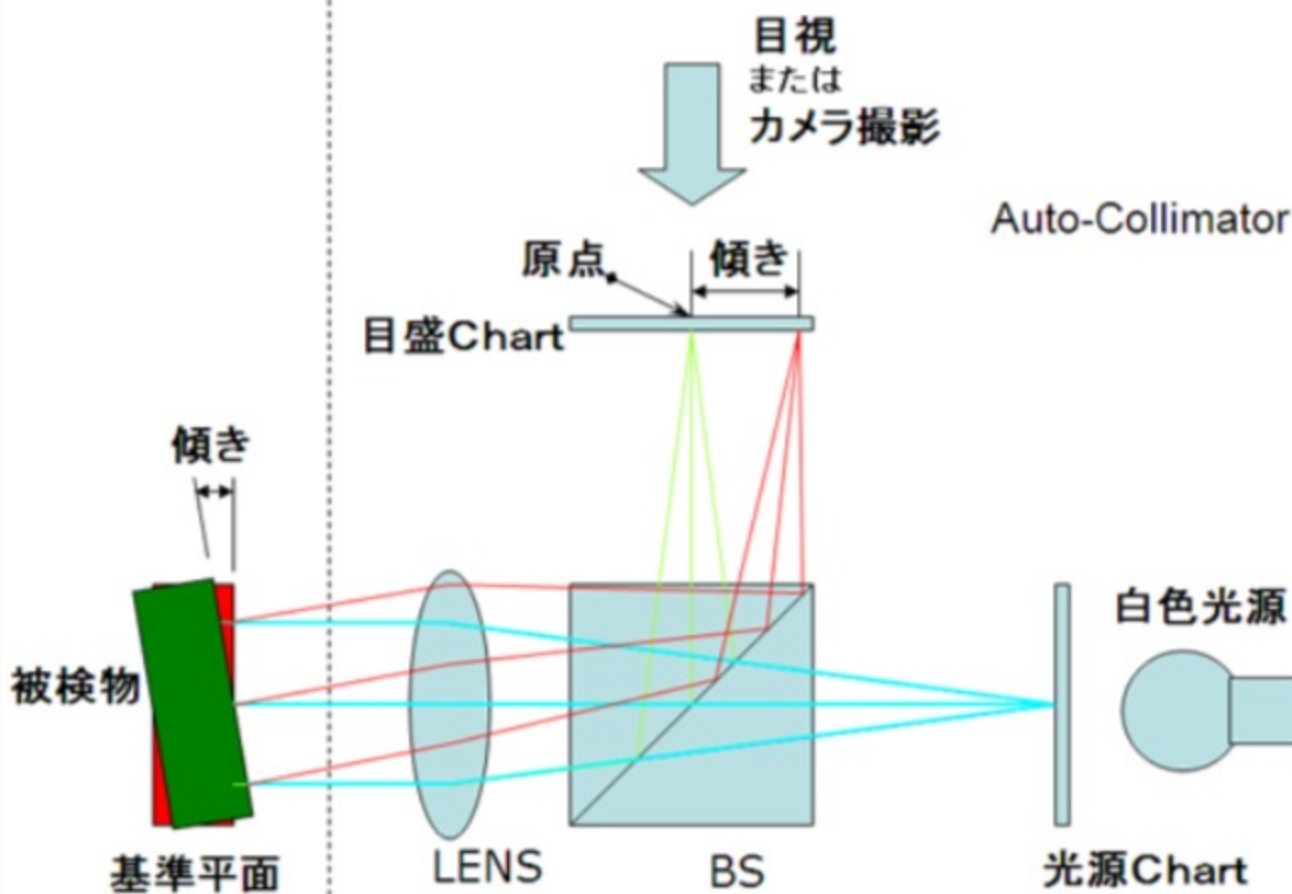 目視
または
カメラ撮影
Auto-Collimator
原点
傾き
目盛Chart
傾き
白色光源
被検物
基準平面
LENS
BS
光源Chart